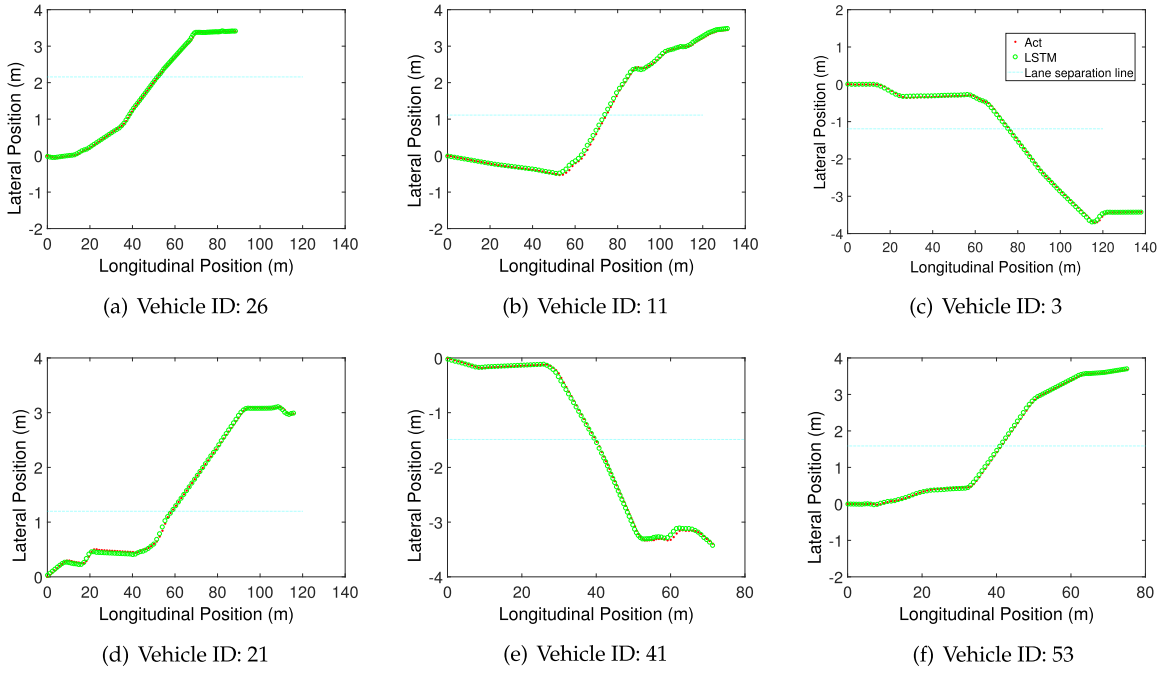 4
3
2
1
0
-1
-2
0 20 40 60 80 100 120 140
Lateral Position (m)
Longitudinal Position (m)
(a) Vehicle ID: 26
4
3
2
1
0
-1
-2
0 20 40 60 80 100 120 140
Lateral Position (m)
Longitudinal Position (m)
(b) Vehicle ID: 11
2
1
0
-1
-2
-3
-4
0 20 40 60 80 100 120 140
Lateral Position (m)
Longitudinal Position (m)
Act
LSTM
Lane separation line
(c) Vehicle ID: 3
4
3
2
1
0
0 20 40 60 80 100 120 140
Lateral Position (m)
Longitudinal Position (m)
(d) Vehicle ID: 21
0
-1
-2
-3
-4
0 20 40 60 80
Lateral Position (m)
Longitudinal Position (m)
(e) Vehicle ID: 41
4
3
2
1
0
-1
-2
0 20 40 60 80
Lateral Position (m)
Longitudinal Position (m)
(f) Vehicle ID: 53